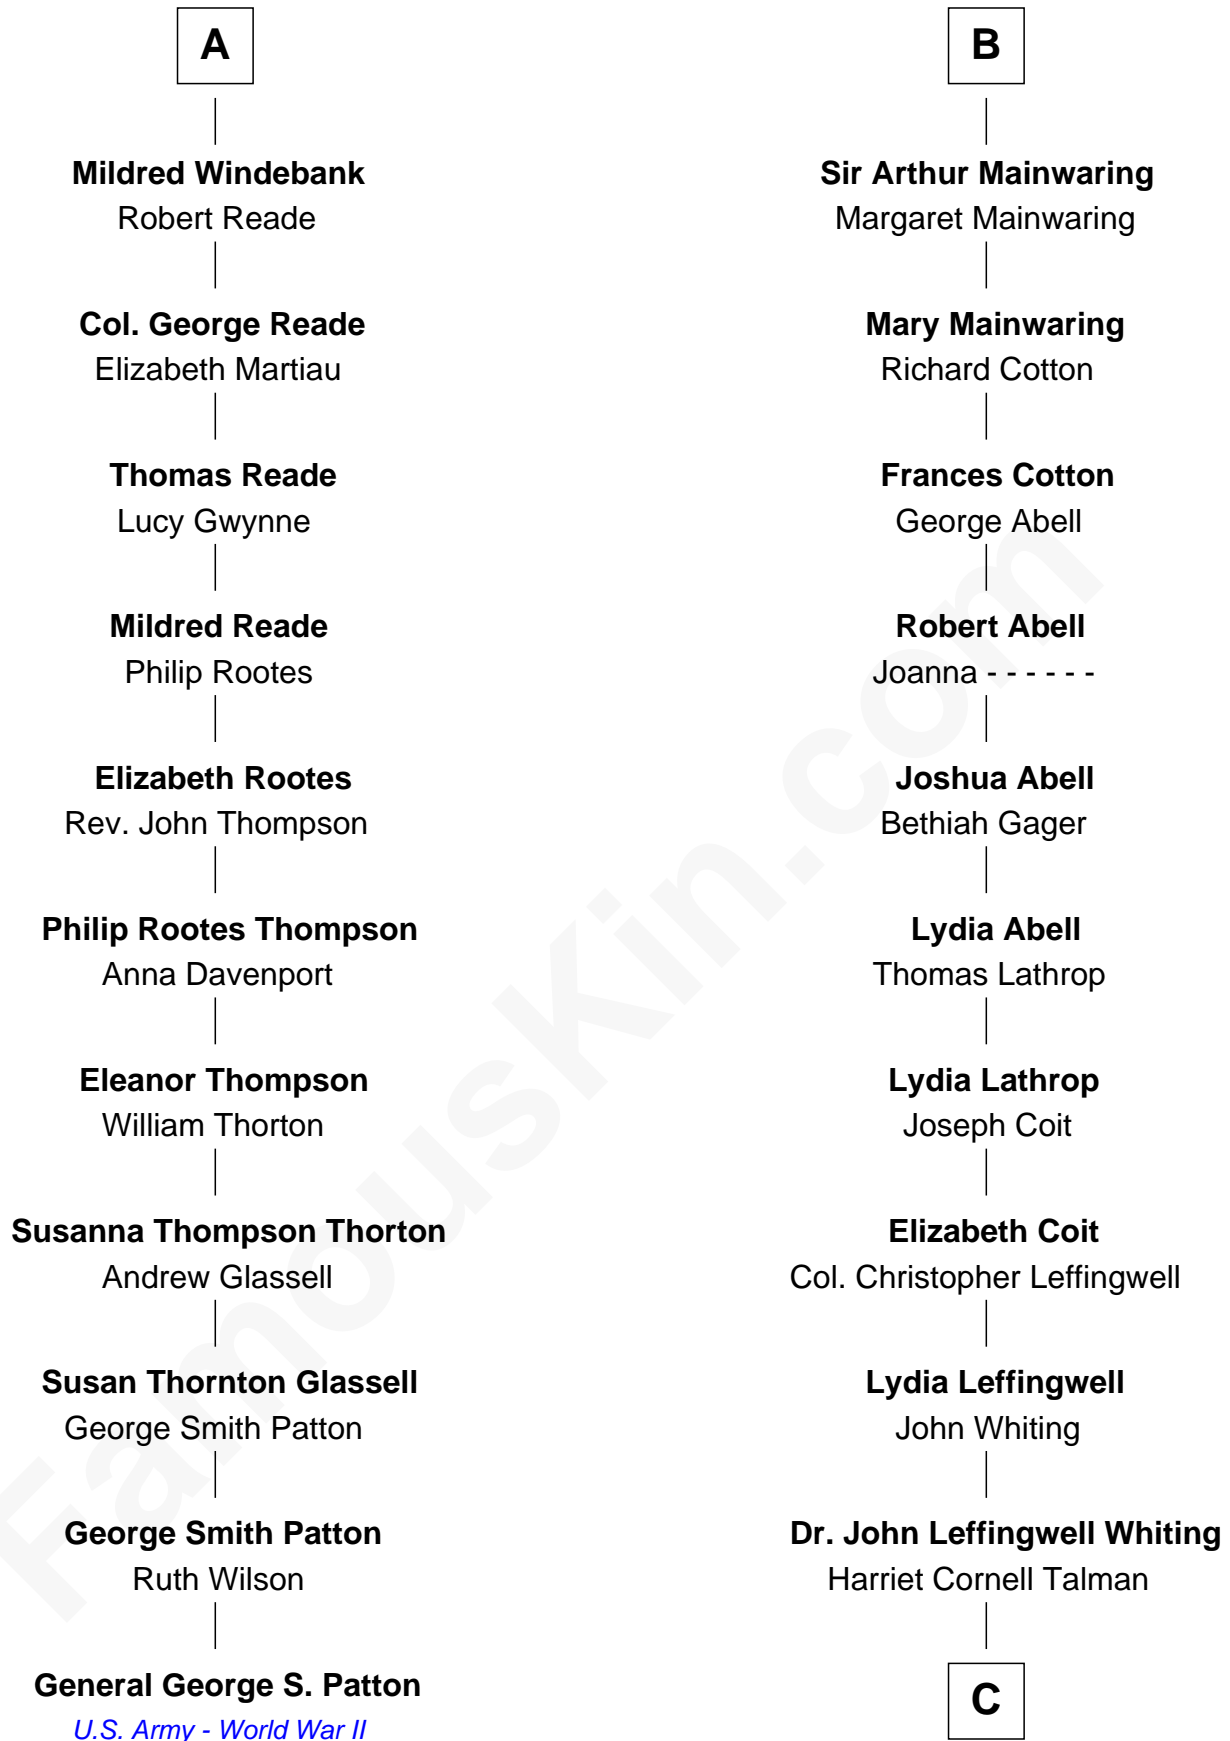 A
Mildred Windebank
Robert Reade
Col. George Reade
Elizabeth Martiau
Thomas Reade
Lucy Gwynne
Mildred Reade
Philip Rootes
Elizabeth Rootes
Rev. John Thompson
Philip Rootes Thompson
Anna Davenport
Eleanor Thompson
William Thorton
Susanna Thompson Thorton
Andrew Glassell
Susan Thornton Glassell
George Smith Patton
George Smith Patton
Ruth Wilson
General George S. Patton
U.S. Army - World War II
B
Sir Arthur Mainwaring
Margaret Mainwaring
Mary Mainwaring
Richard Cotton
Frances Cotton
George Abell
Robert Abell
Joanna - - - - - -
Joshua Abell
Bethiah Gager
Lydia Abell
Thomas Lathrop
Lydia Lathrop
Joseph Coit
Elizabeth Coit
Col. Christopher Leffingwell
Lydia Leffingwell
John Whiting
Dr. John Leffingwell Whiting
Harriet Cornell Talman
C
FamousKin.com